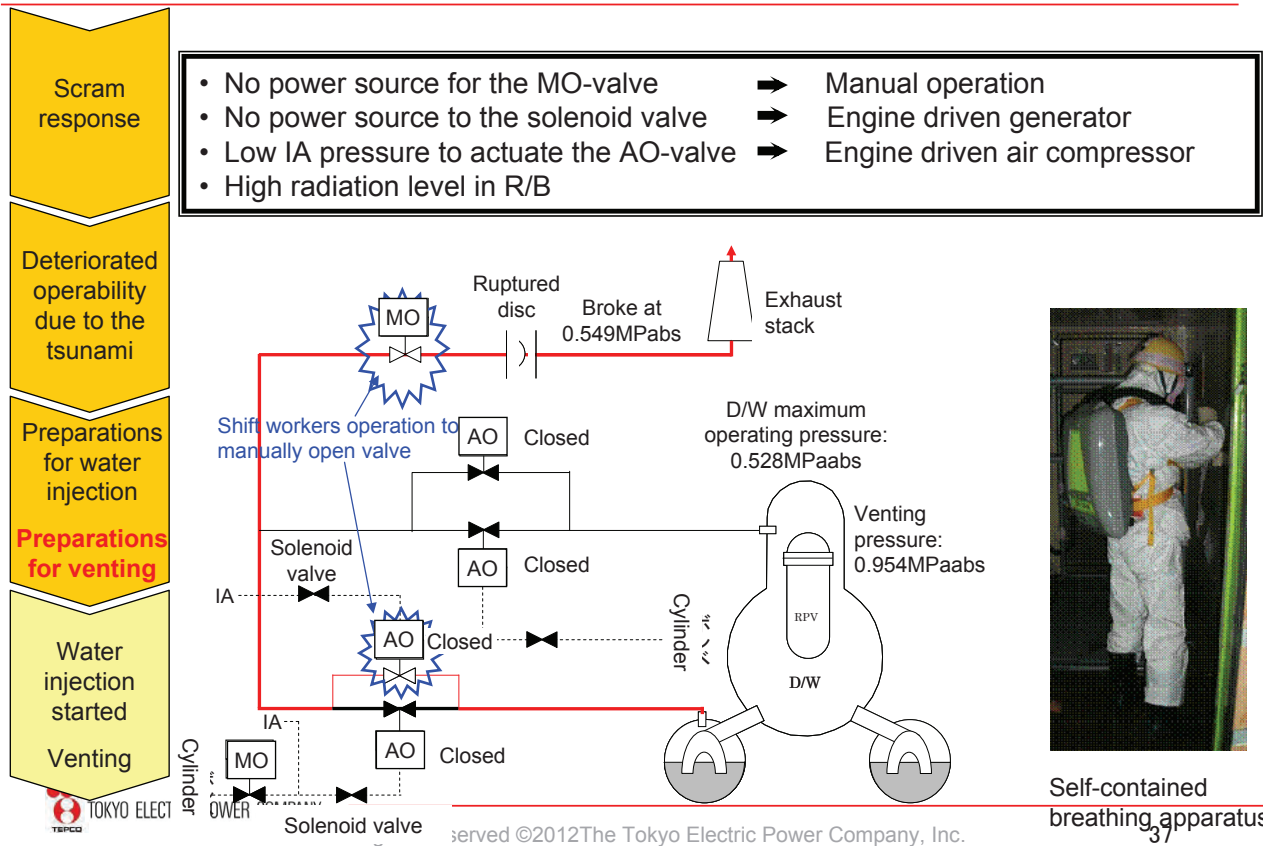 Scram
response
Deteriorated
operability
due to the
tsunami
Preparations
for water
injection
Preparations
for venting
Water
injection
started
Venting
• No power source for the MO-valve ➡ Manual operation
• No power source to the solenoid valve ➡ Engine driven generator
• Low IA pressure to actuate the AO-valve ➡ Engine driven air compressor
• High radiation level in R/B
MO
Ruptured
disc
Broke at
0.549MPabs
Exhaust
stack
Shift workers operation to
manually open valve
AO Closed
AO Closed
D/W maximum
operating pressure:
0.528MPaabs
Venting
pressure:
0.954MPaabs
Solenoid
valve
IA
AO Closed
Cylinder
RPV
D/W
IA
AO Closed
MO
Cylinder
Solenoid valve
Self-contained
breathing apparatus
TEPCO
TOKYO ELECT OWER
served ©2012The Tokyo Electric Power Company, Inc.
37